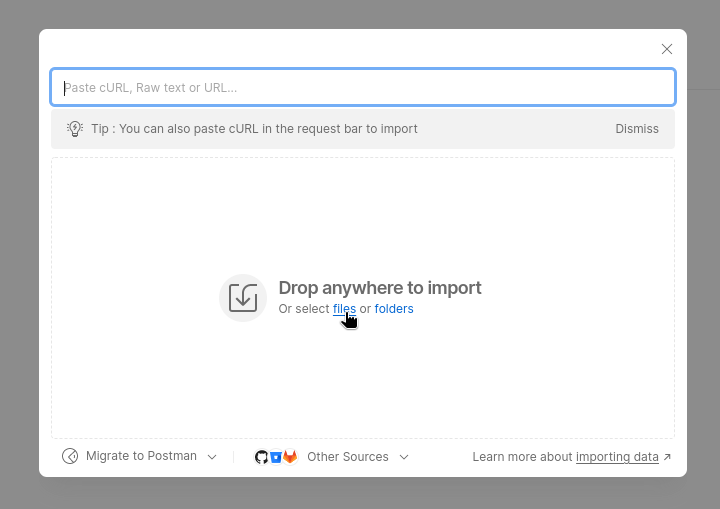 Paste cURL, Raw text or URL...
Tip : You can also paste cURL in the request bar to import
Dismiss
Drop anywhere to import
Or select files or folders
Migrate to Postman
Other Sources
Learn more about importing data